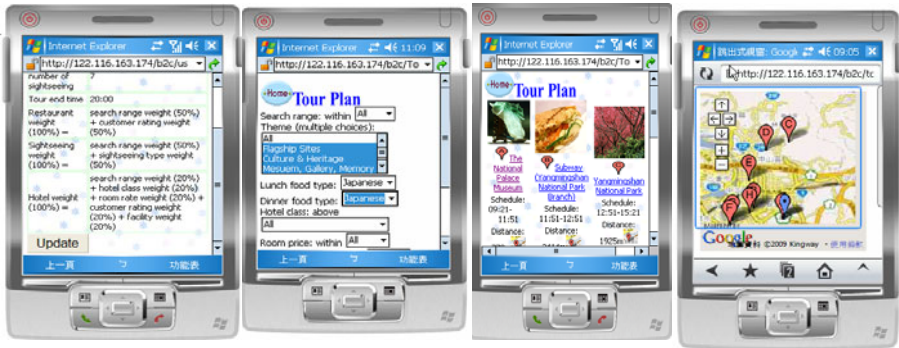 Internet Explorer
http://122.116.163.174/b2c/us
number of sightseeing 7
Tour end time 20:00
Restaurant weight (100%) = search range weight (50%) + customer rating weight (50%)
Sightseeing weight (100%) = search range weight (50%) + sightseeing type weight (50%)
Hotel weight (100%) = search range weight (20%) + hotel class weight (20%) + room rate weight (20%) + customer rating weight (20%) + facility weight (20%)
Update
上一頁
功能表
Internet Explorer 11:09
http://122.116.163.174/b2c/To
Home
Tour Plan
Search range: within All
Theme (multiple choices):
All
Flagship Sites
Culture & Heritage
Mesuem, Gallery, Memory
Lunch food type: Japanese
Dinner food type: Japanese
Hotel class: above
All
Room price: within All
上一頁
功能表
Internet Explorer
http://122.116.163.174/b2c/To
Home
Tour Plan
A The National Palace Museum
Schedule: 09:21-11:51
Distance:
B Subway (Yangmingshan National Park (Branch)
Schedule: 11:51-12:51
Distance:
Yangmingshan National Park
Schedule: 12:51-15:21
Distance: 1925m
上一頁
功能表
跳出式視窗: Googl 09:05
http://122.116.163.174/b2c/tc
D
C
E
F
H
Google
©2009 Kingway